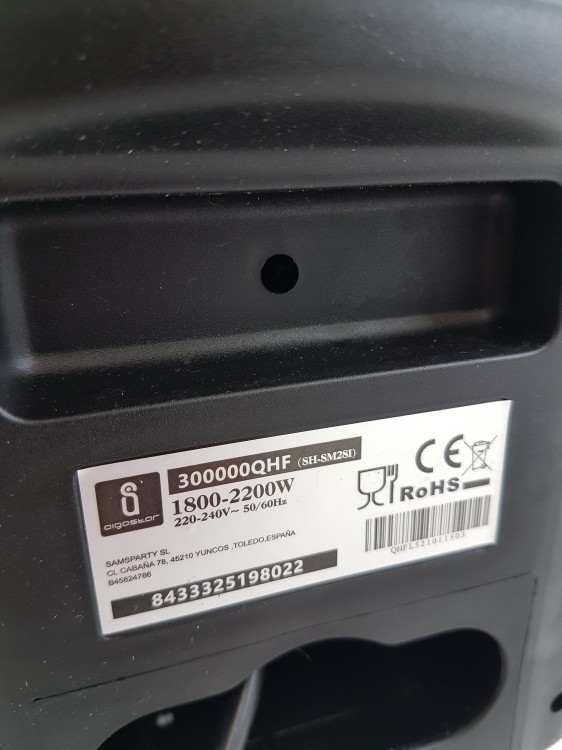 aigostar
300000QHF (SH-SM28I)
1800-2200W
220-240V~ 50/60Hz
SAMSPARTY SL
CL CABAÑA 78, 45210 YUNCOS ,TOLEDO,ESPAÑA
B45824786
8433325198022
CE
RoHS
QHFL521011503